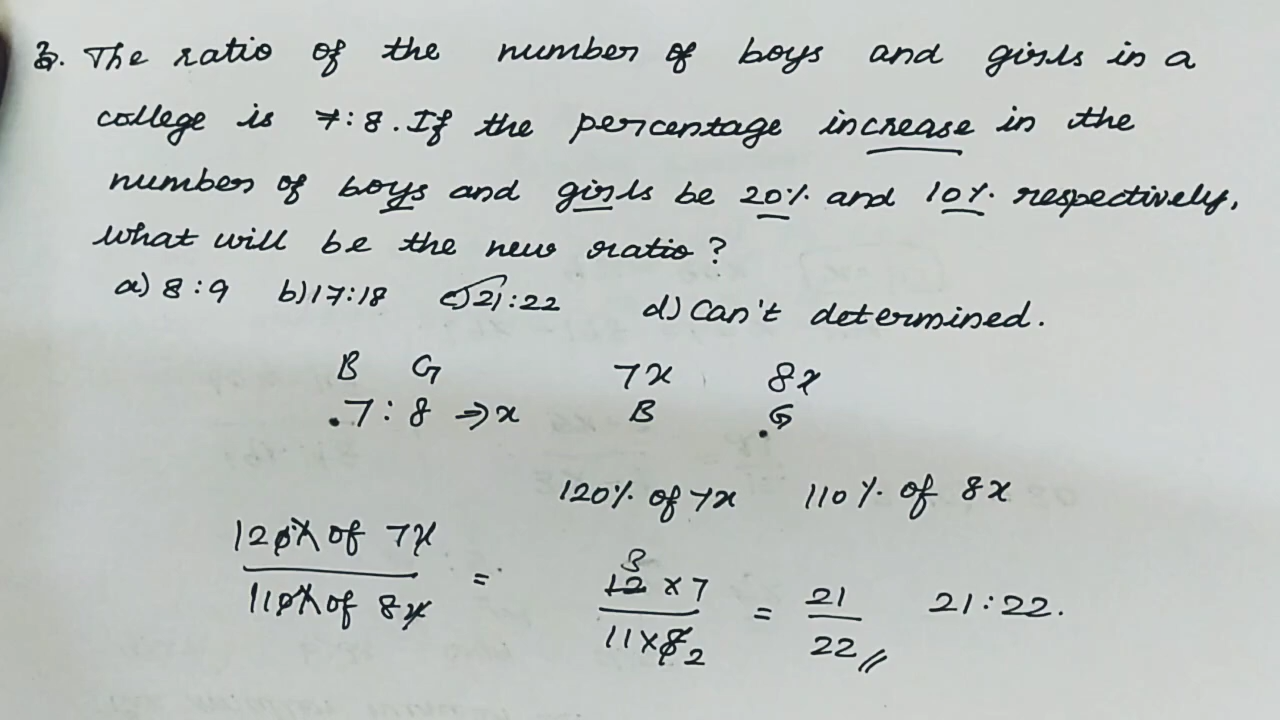 3. The ratio of the number of boys and girls in a
college is 7:8. If the percentage increase in the
number of boys and girls be 20% and 10% respectively,
what will be the new ratio?
a) 8:9 b) 17:18 c) 21:22 d) Can't determined.
B G 7x 8x
7:8 ⇒ x B G
120% of 7x 110% of 8x
120% of 7x
110% of 8x
=
3
12 x 7
11 x 8 2
=
21
22 //
21:22.